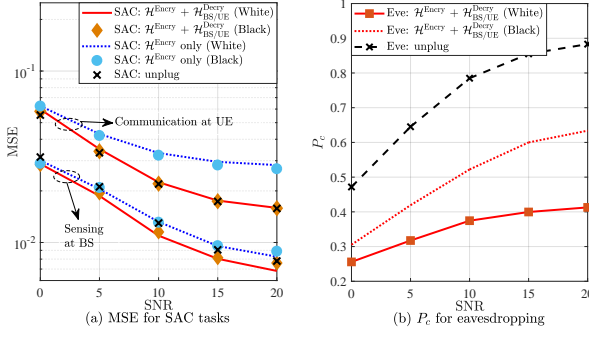 SAC: ℋ^Encry + ℋ^Decry_BS/UE (White)
SAC: ℋ^Encry + ℋ^Decry_BS/UE (Black)
SAC: ℋ^Encry only (White)
SAC: ℋ^Encry only (Black)
SAC: unplug
MSE
10^-1
10^-2
Communication at UE
Sensing
at BS
0 5 10 15 20
SNR
(a) MSE for SAC tasks
Eve: ℋ^Encry + ℋ^Decry_BS/UE (White)
Eve: ℋ^Encry + ℋ^Decry_BS/UE (Black)
Eve: unplug
P_c
1
0.9
0.8
0.7
0.6
0.5
0.4
0.3
0.2
0 5 10 15 20
SNR
(b) P_c for eavesdropping